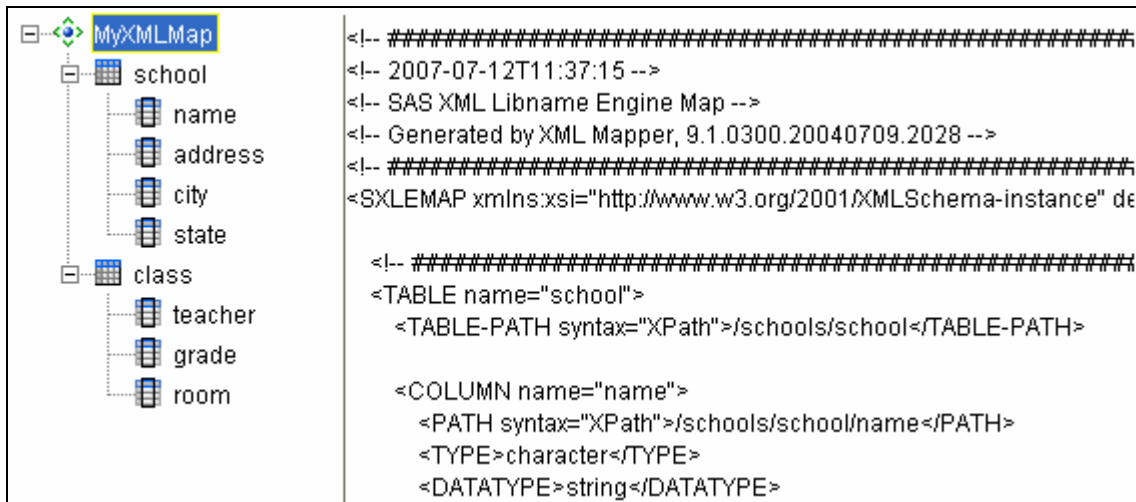 MyXMLMap
school
name
address
city
state
class
teacher
grade
room
<!-- ##################################################
<!-- 2007-07-12T11:37:15 -->
<!-- SAS XML Libname Engine Map -->
<!-- Generated by XML Mapper, 9.1.0300.20040709.2028 -->
<!-- ##################################################
<SXLEMAP xmlns:xsi="http://www.w3.org/2001/XMLSchema-instance" de
<!-- ################################################
<TABLE name="school">
<TABLE-PATH syntax="XPath">/schools/school</TABLE-PATH>
<COLUMN name="name">
<PATH syntax="XPath">/schools/school/name</PATH>
<TYPE>character</TYPE>
<DATATYPE>string</DATATYPE>